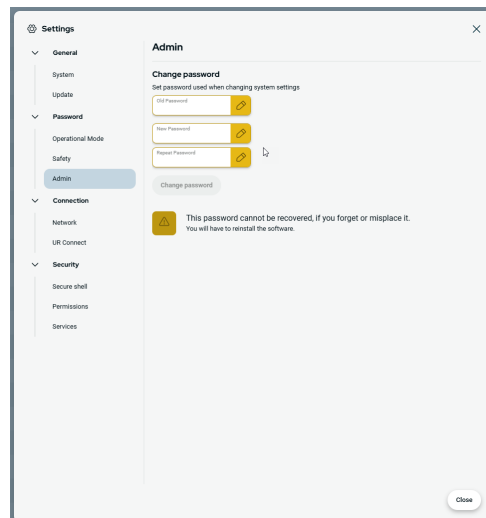 Settings
General
System
Update
Password
Operational Mode
Safety
Admin
Connection
Network
UR Connect
Security
Secure shell
Permissions
Services
Admin
Change password
Set password used when changing system settings
Old Password
New Password
Repeat Password
Change password
This password cannot be recovered, if you forget or misplace it.
You will have to reinstall the software.
Close